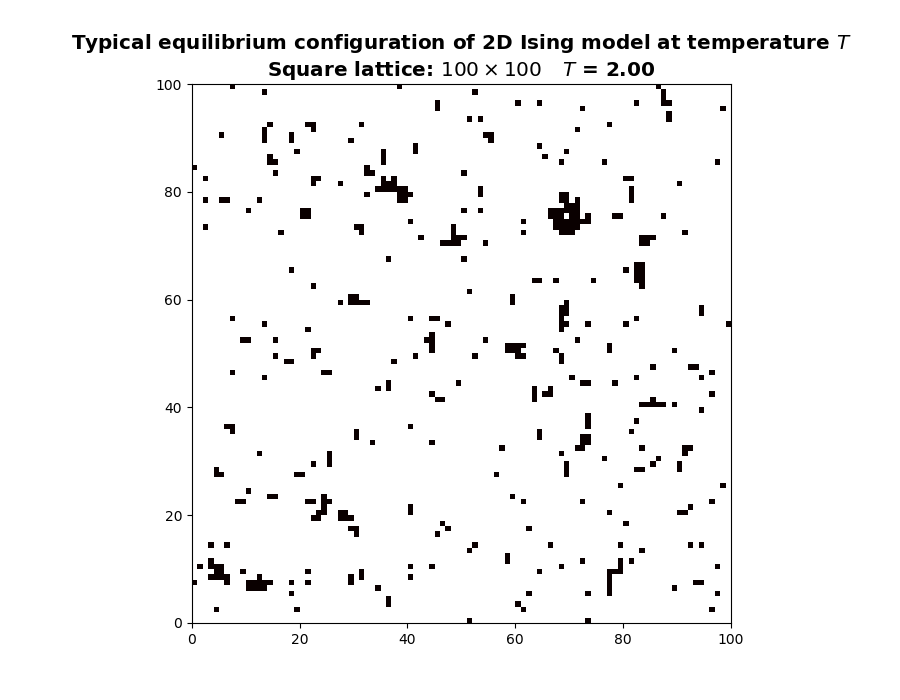 Typical equilibrium configuration of 2D Ising model at temperature T
Square lattice: 100 × 100 T = 2.00
100
80
60
40
20
0
0 20 40 60 80 100